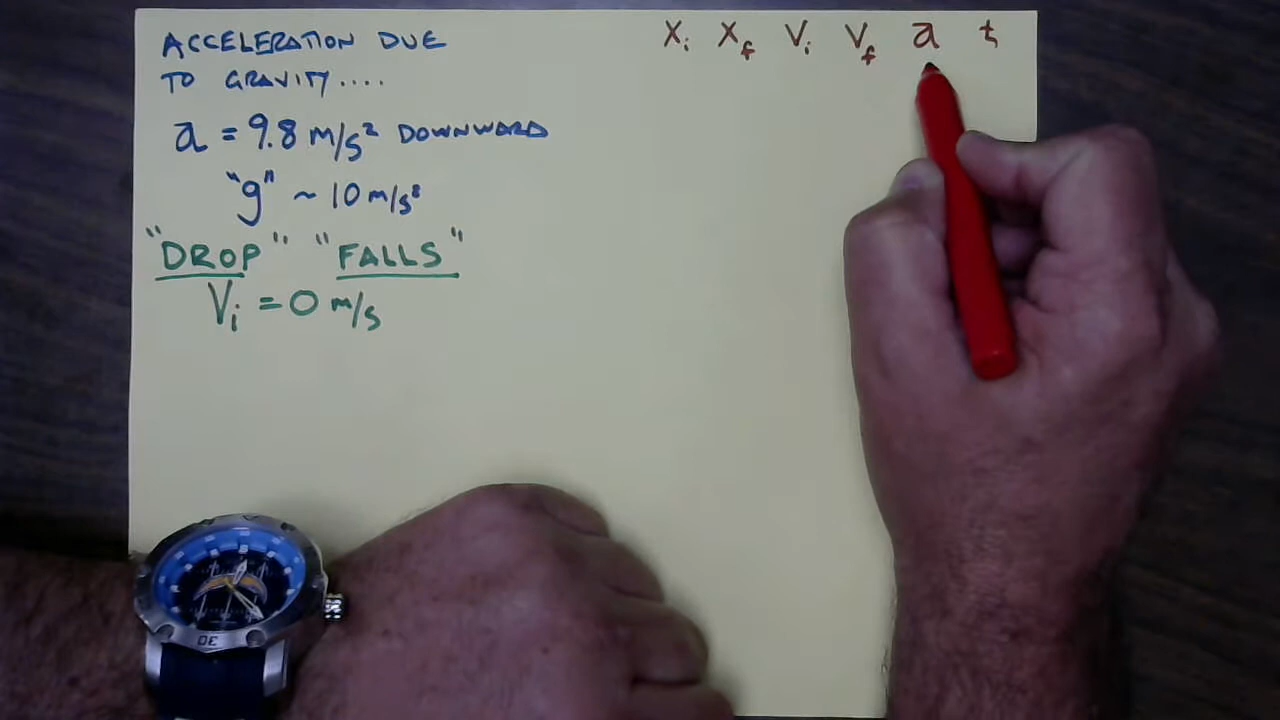 ACCELERATION DUE
TO GRAVITY....
a = 9.8 m/s² DOWNWARD
"g" ~ 10 m/s²
"DROP" "FALLS"
Vi = 0 m/s
Xi Xf Vi Vf a t